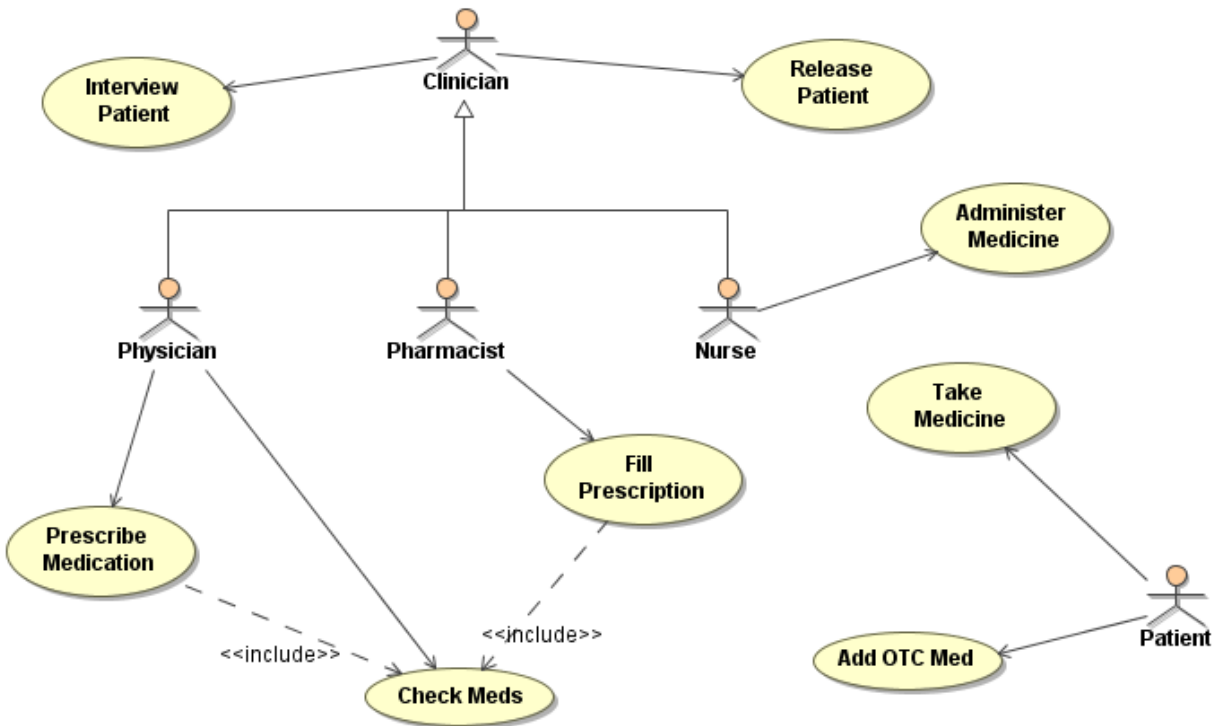 Clinician
Interview
Patient
Release
Patient
Administer
Medicine
Physician
Pharmacist
Nurse
Take
Medicine
Fill
Prescription
Prescribe
Medication
<<include>>
<<include>>
Patient
Add OTC Med
Check Meds